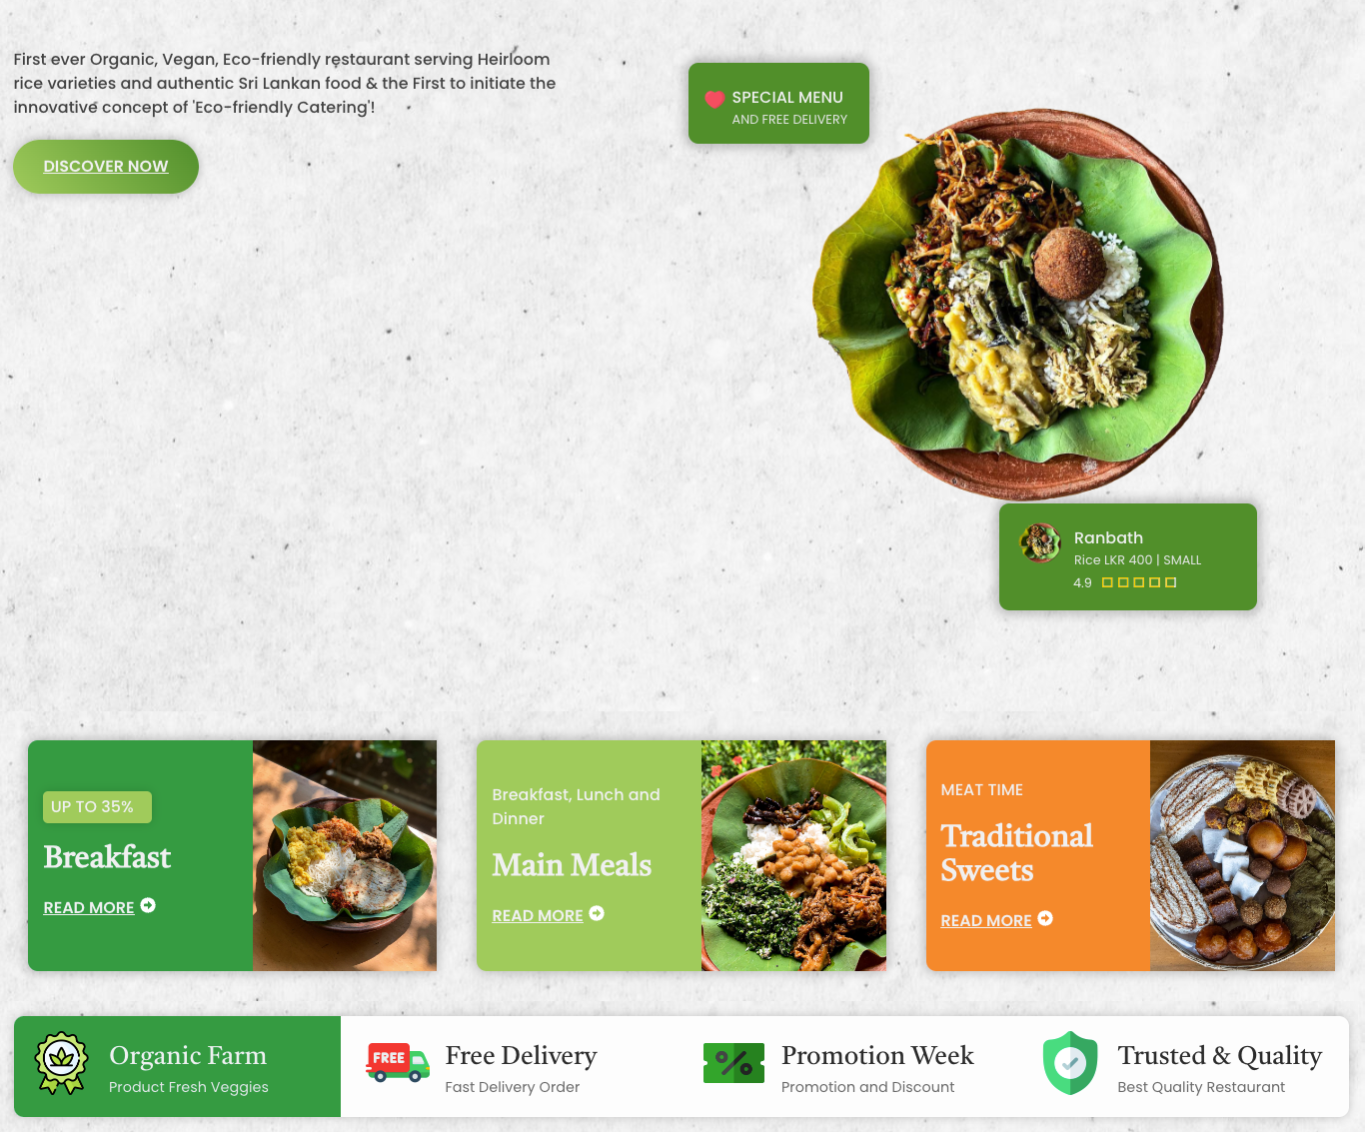 First ever Organic, Vegan, Eco-friendly restaurant serving Heirloom
rice varieties and authentic Sri Lankan food & the First to initiate the
innovative concept of 'Eco-friendly Catering'!
DISCOVER NOW
SPECIAL MENU
AND FREE DELIVERY
Ranbath
Rice LKR 400 | SMALL
4.9
UP TO 35%
Breakfast
READ MORE
Breakfast, Lunch and
Dinner
Main Meals
READ MORE
MEAT TIME
Traditional
Sweets
READ MORE
Organic Farm
Product Fresh Veggies
FREE
Free Delivery
Fast Delivery Order
%
Promotion Week
Promotion and Discount
Trusted & Quality
Best Quality Restaurant